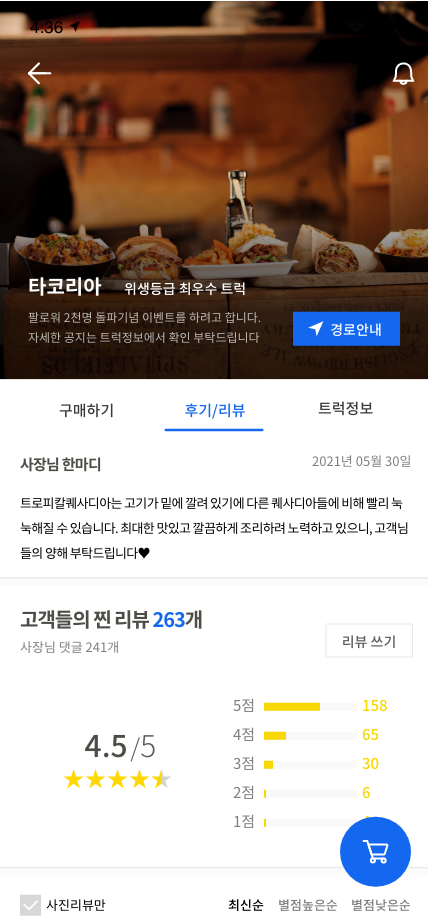 4:36
타코리아 위생등급 최우수 트럭
팔로워 2천명 돌파기념 이벤트를 하려고 합니다.
자세한 공지는 트럭정보에서 확인 부탁드립니다
경로안내
구매하기 후기/리뷰 트럭정보
사장님 한마디 2021년 05월 30일
트로피칼퀘사디아는 고기가 밑에 깔려 있기에 다른 퀘사디아들에 비해 빨리 눅
눅해질 수 있습니다. 최대한 맛있고 깔끔하게 조리하려 노력하고 있으니, 고객님
들의 양해 부탁드립니다♥
고객들의 찐 리뷰 263개
사장님 댓글 241개
리뷰 쓰기
4.5/5
5점 158
4점 65
3점 30
2점 6
1점
사진리뷰만 최신순 별점높은순 별점낮은순